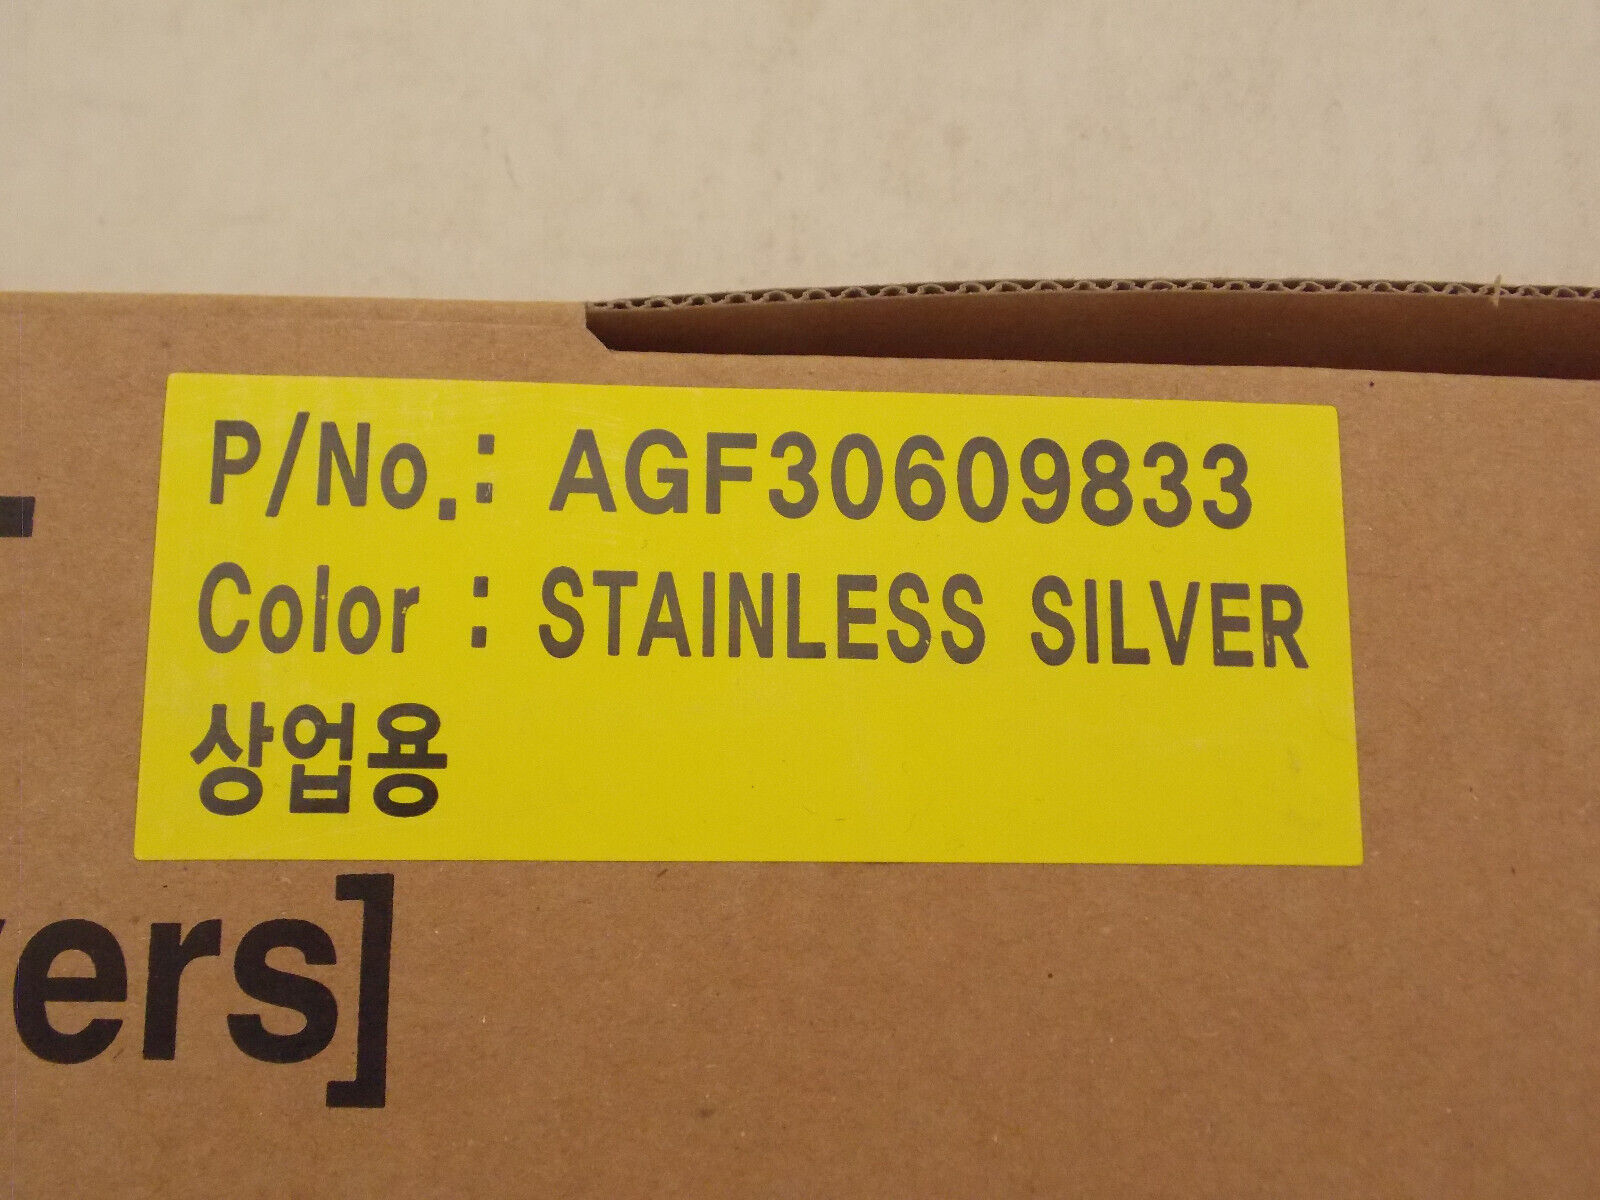 P/No. : AGF30609833
Color : STAINLESS SILVER
상업용
ers]